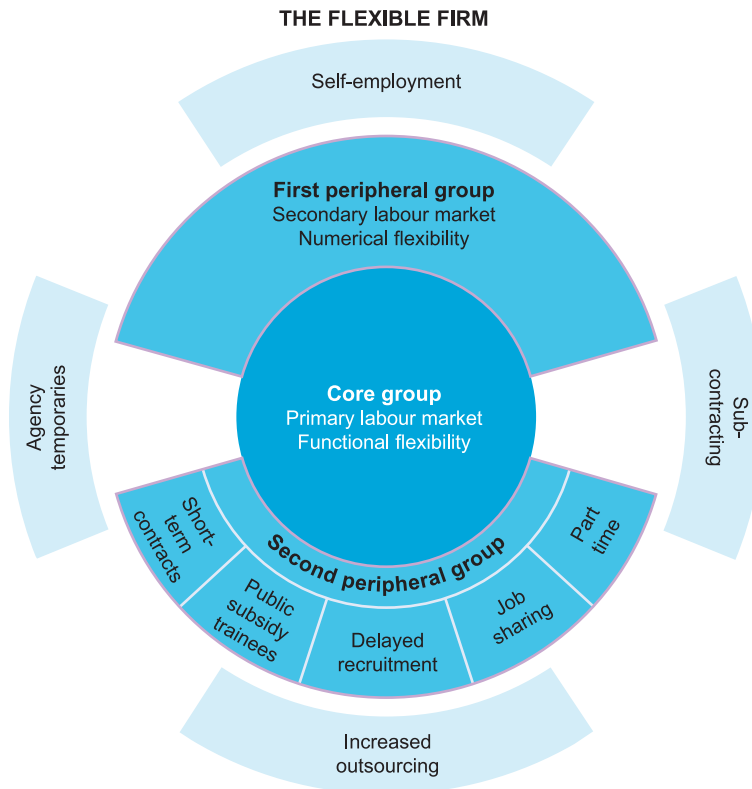 THE FLEXIBLE FIRM
Self-employment
First peripheral group
Secondary labour market
Numerical flexibility
Agency
temporaries
Core group
Primary labour market
Functional flexibility
Sub-
contracting
Second peripheral group
Short-
term
contracts
Public
subsidy
trainees
Delayed
recruitment
Job
sharing
Part
time
Increased
outsourcing